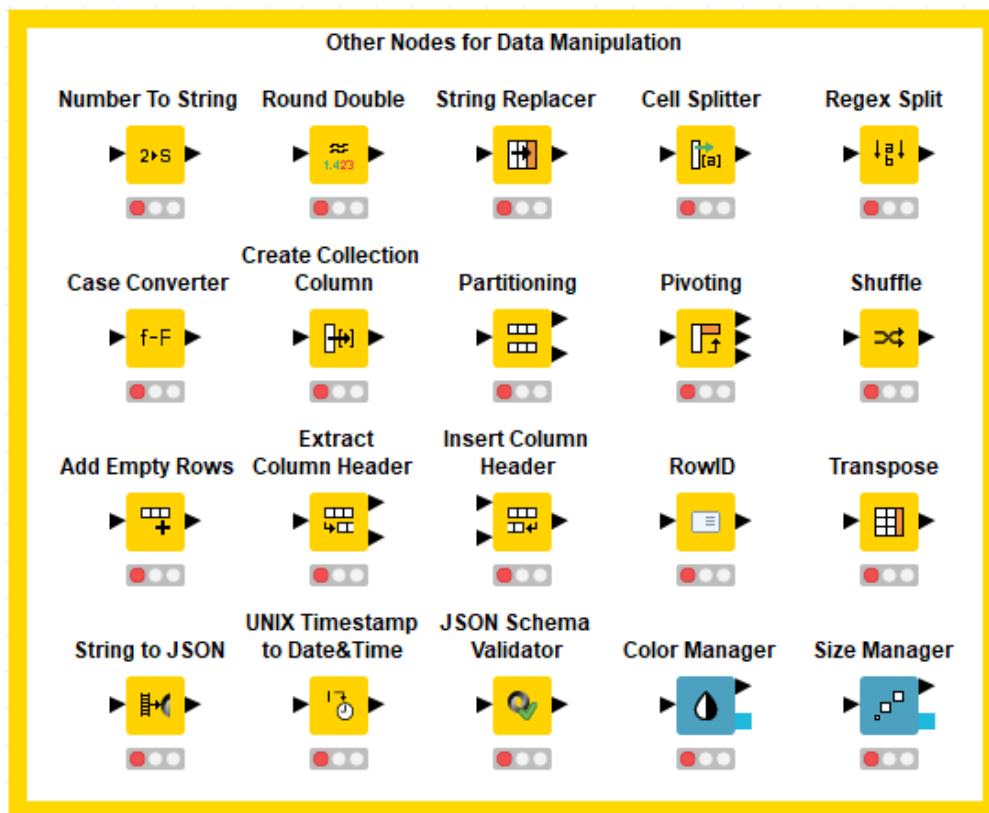 Other Nodes for Data Manipulation
Number To String
Round Double
String Replacer
Cell Splitter
Regex Split
2▸S
≈
1.423
[a]
a
b
Case Converter
Create Collection
Column
Partitioning
Pivoting
Shuffle
f-F
Add Empty Rows
Extract
Column Header
Insert Column
Header
RowID
Transpose
String to JSON
UNIX Timestamp
to Date&Time
JSON Schema
Validator
Color Manager
Size Manager